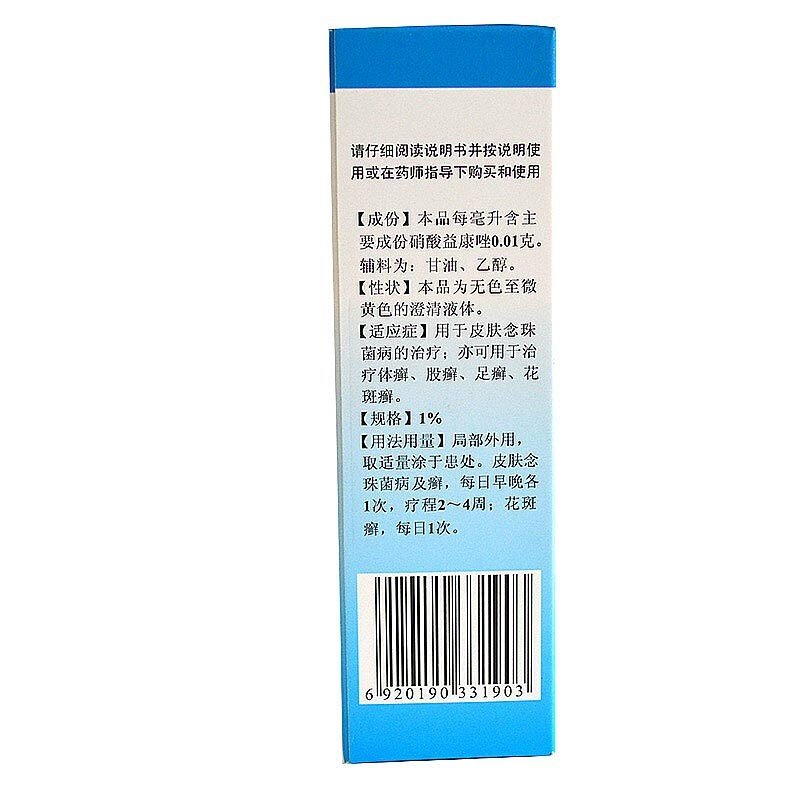 请仔细阅读说明书并按说明使
用或在药师指导下购买和使用
【成份】本品每毫升含主
要成份硝酸益康唑0.01克。
辅料为：甘油、乙醇。
【性状】本品为无色至微
黄色的澄清液体。
【适应症】用于皮肤念珠
菌病的治疗；亦可用于治
疗体癣、股癣、足癣、花
斑癣。
【规格】1%
【用法用量】局部外用，
取适量涂于患处。皮肤念
珠菌病及癣，每日早晚各
1次，疗程2～4周；花斑
癣，每日1次。
6 920190 331903